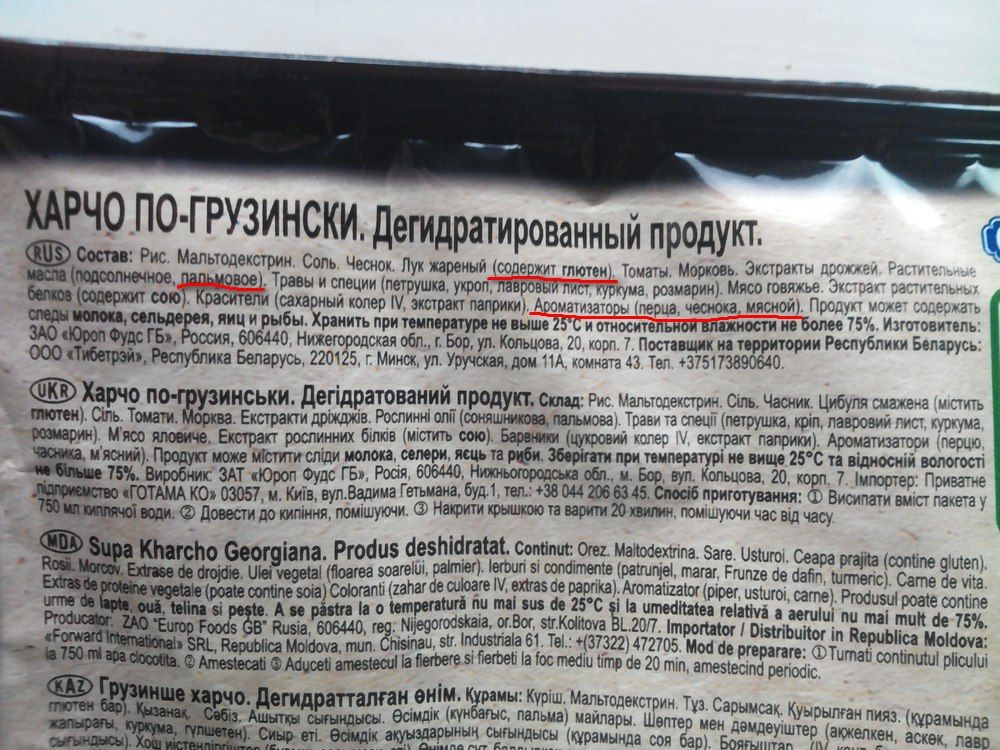 ХАРЧО ПО-ГРУЗИНСКИ. Дегидратированный продукт.
RUS Состав: Рис. Мальтодекстрин. Соль. Чеснок. Лук жареный (содержит глютен). Томаты. Морковь. Экстракты дрожжей. Растительные
масла (подсолнечное, пальмовое). Травы и специи (петрушка, укроп, лавровый лист, куркума, розмарин). Мясо говяжье. Экстракт растительных
белков (содержит сою). Красители (сахарный колер IV, экстракт паприки). Ароматизаторы (перца, чеснока, мясной). Продукт может содержать
следы молока, сельдерея, яиц и рыбы. Хранить при температуре не выше 25°С и относительной влажности не более 75%. Изготовитель:
ЗАО «Юроп Фудс ГБ», Россия, 606440, Нижегородская обл., г. Бор, ул. Кольцова, 20, корп. 7. Поставщик на территории Республики Беларусь:
ООО «Тибетрэй», Республика Беларусь, 220125, г. Минск, ул. Уручская, дом 11А, комната 43. Тел. +375173890640.
UKR Харчо по-грузинськи. Дегідратований продукт. Склад: Рис. Мальтодекстрин. Сіль. Часник. Цибуля смажена (містить
глютен). Сіль. Томати. Морква. Екстракти дріжджів. Рослинні олії (соняшникова, пальмова). Трави та спеції (петрушка, кріп, лавровий лист, куркума,
розмарин). М'ясо яловиче. Екстракт рослинних білків (містить сою). Барвники (цукровий колер IV, екстракт паприки). Ароматизатори (перцю,
часника, м'ясний). Продукт може містити сліди молока, селери, яєць та риби. Зберігати при температурі не вище 25°С та відносній вологості
не більше 75%. Виробник: ЗАТ «Юроп Фудс ГБ», Росія, 606440, Нижньогородська обл., м. Бор, вул. Кольцова, 20, корп. 7. Імпортер: Приватне
підприємство «ГОТАМА КО» 03057, м. Київ, вул.Вадима Гетьмана, буд.1, тел.: +38 044 206 63 45. Спосіб приготування: ① Висипати вміст пакета у
750 мл киплячої води. ② Довести до кипіння, помішуючи. ③ Накрити крышкою та варити 20 хвилин, помішуючи час від часу.
MDA Supa Kharcho Georgiana. Produs deshidratat. Continut: Orez. Maltodextrina. Sare. Usturoi. Ceapa prajita (contine gluten).
Rosii. Morcov. Extrase de drojdie. Ulei vegetal (floarea soarelui, palmier). Ierburi si condimente (patrunjel, marar, Frunze de dafin, turmeric). Carne de vita.
Extras de proteine vegetale (poate contine soia) Coloranti (zahar de culoare IV, extras de paprika). Aromatizator (piper, usturoi, carne). Produsul poate contine
urme de lapte, ouă, telina si pește. A se păstra la o temperatură nu mai sus de 25°C și la umeditatea relativă a aerului nu mai mult de 75%.
Producator: ZAO "Europ Foods GB" Rusia, 606440, reg: Nijegorodskaia, or.Bor, str.Kolitova BL.20/7. Importator / Distribuitor in Republica Moldova:
«Forward International» SRL, Republica Moldova, mun. Chisinau, str. Industriala 61. Tel.: +(37322) 472705. Mod de preparare: ① Turnati continutul plicului
la 750 ml apa clocotita. ② Amestecati ③ Aduceti amestecul la fierbere si fierbeti la foc mediu timp de 20 min, amestecind periodic.
KAZ Грузинше харчо. Дегидратталған өнім. Құрамы: Күріш. Мальтодекстрин. Тұз. Сарымсақ. Қуырылған пияз. (құрамында
глютен бар). Қызанақ. Сәбіз. Ашытқы сығындысы. Өсімдік (күнбағыс, пальма) майлары. Шөптер мен дәмдеуіштер (ақжелкен, аскөк, лавр
жапырағы, куркума, гүлшетен). Сиыр еті. Өсімдік ақуыздарының сығындысы (құрамында соя бар). Бояғыштар